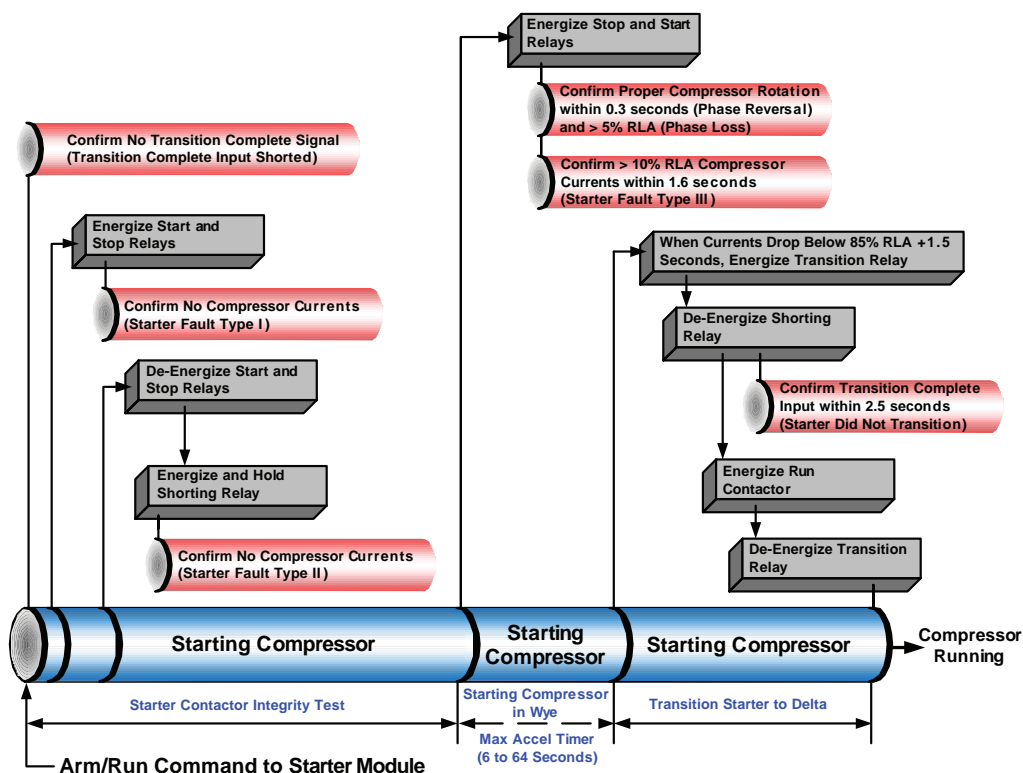 Confirm No Transition Complete Signal
(Transition Complete Input Shorted)
Energize Start and
Stop Relays
Confirm No Compressor Currents
(Starter Fault Type I)
De-Energize Start and
Stop Relays
Energize and Hold
Shorting Relay
Confirm No Compressor Currents
(Starter Fault Type II)
Energize Stop and Start
Relays
Confirm Proper Compressor Rotation
within 0.3 seconds (Phase Reversal)
and > 5% RLA (Phase Loss)
Confirm > 10% RLA Compressor
Currents within 1.6 seconds
(Starter Fault Type III)
When Currents Drop Below 85% RLA +1.5
Seconds, Energize Transition Relay
De-Energize Shorting
Relay
Confirm Transition Complete
Input within 2.5 seconds
(Starter Did Not Transition)
Energize Run
Contactor
De-Energize Transition
Relay
Starting Compressor
Starting
Compressor
Starting Compressor
Compressor
Running
Starter Contactor Integrity Test
Starting Compressor
in Wye
Max Accel Timer
(6 to 64 Seconds)
Transition Starter to Delta
Arm/Run Command to Starter Module